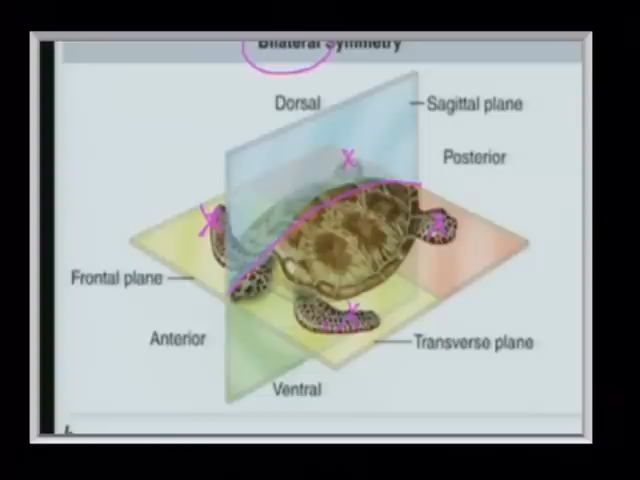 Bilateral Symmetry
Dorsal
Sagittal plane
Posterior
Frontal plane
Anterior
Transverse plane
Ventral